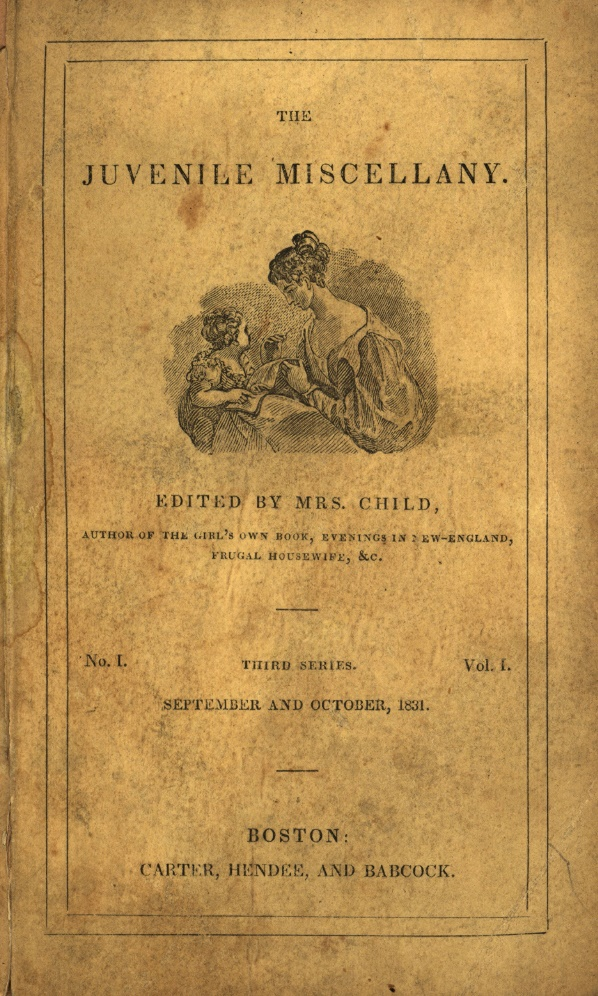 THE
JUVENILE MISCELLANY.
EDITED BY MRS. CHILD,
AUTHOR OF THE GIRL'S OWN BOOK, EVENINGS IN NEW-ENGLAND,
FRUGAL HOUSEWIFE, &C.
No. I. THIRD SERIES. Vol. I.
SEPTEMBER AND OCTOBER, 1831.
BOSTON:
CARTER, HENDEE, AND BABCOCK.